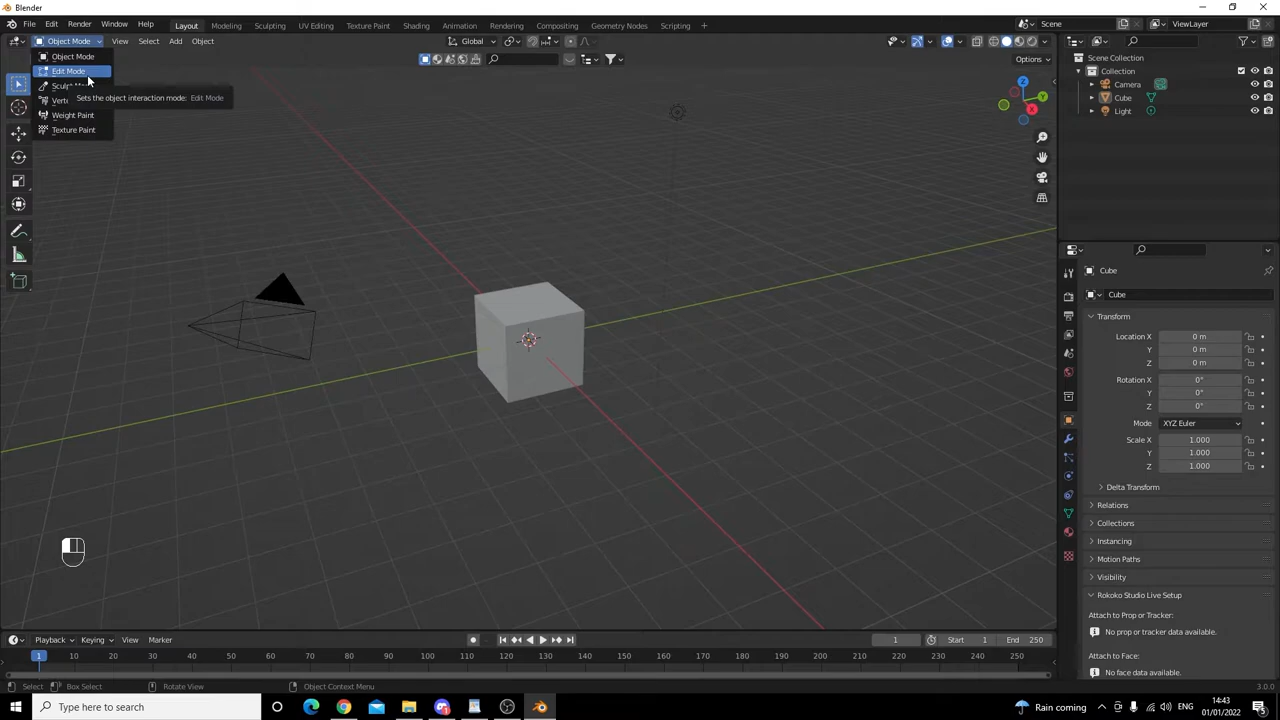 Blender
File Edit Render Window Help Layout Modeling Sculpting UV Editing Texture Paint Shading Animation Rendering Compositing Geometry Nodes Scripting + Scene ViewLayer
Object Mode View Select Add Object Global
Options
Object Mode
Edit Mode
Sculpt
Sets the object interaction mode: Edit Mode
Weight Paint
Texture Paint
Scene Collection
Collection
Camera
Cube
Light
X
Y
Z
Cube
Cube
Transform
Location X 0 m
Y 0 m
Z 0 m
Rotation X 0°
Y 0°
Z 0°
Mode XYZ Euler
Scale X 1.000
Y 1.000
Z 1.000
Delta Transform
Relations
Collections
Instancing
Motion Paths
Visibility
Rokoko Studio Live Setup
Attach to Prop or Tracker:
No prop or tracker data available.
Attach to Face:
No face data available.
Playback Keying View Marker 1 Start 1 End 250
1 10 20 30 40 50 60 70 80 90 100 110 120 130 140 150 160 170 180 190 200 210 220 230 240 250
Select Box Select Rotate View Object Context Menu 3.0.0
Type here to search
Rain coming
14:43
01/01/2022